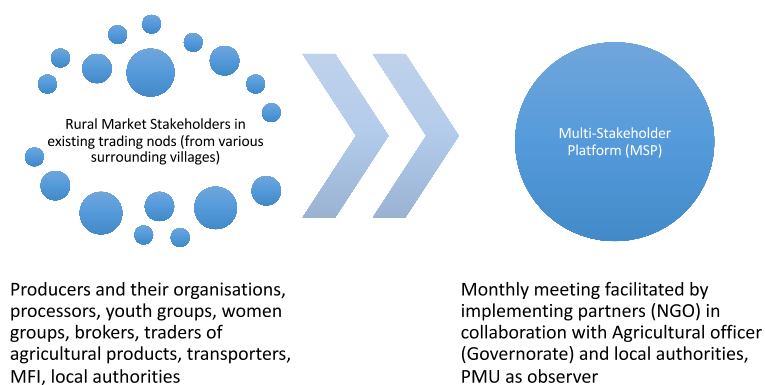 Rural Market Stakeholders in
existing trading nods (from various
surrounding villages)
Multi-Stakeholder
Platform (MSP)
Producers and their organisations,
processors, youth groups, women
groups, brokers, traders of
agricultural products, transporters,
MFI, local authorities
Monthly meeting facilitated by
implementing partners (NGO) in
collaboration with Agricultural officer
(Governorate) and local authorities,
PMU as observer